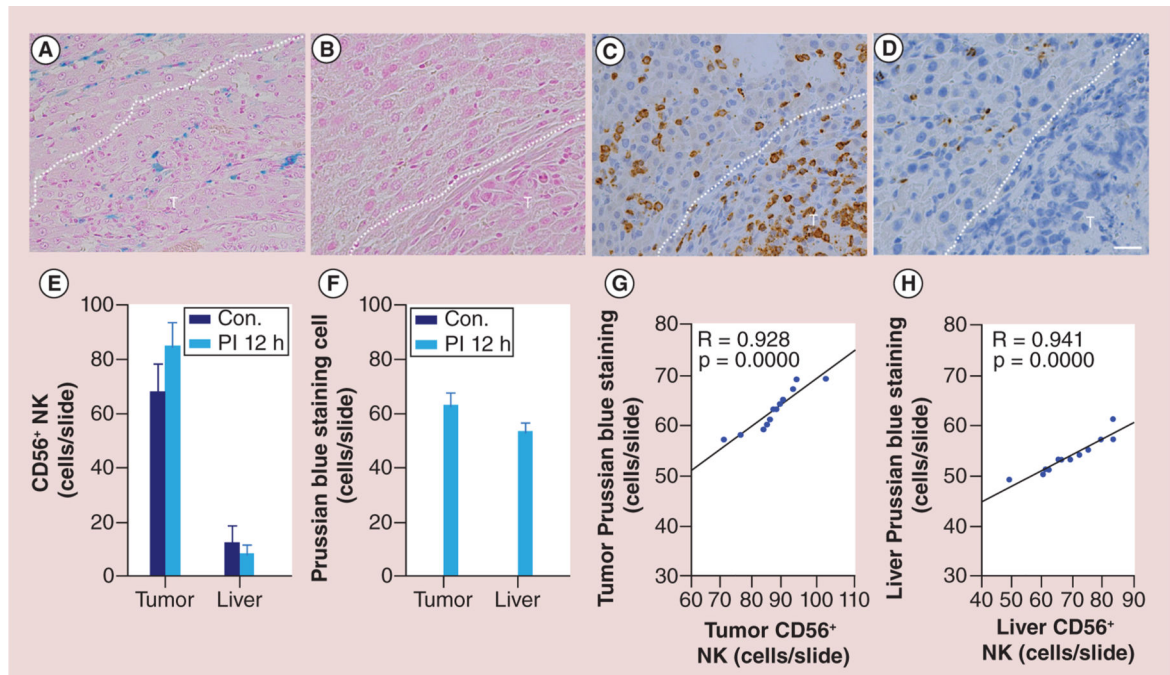 A
B
C
D
T
T
T
T
E
F
G
H
CD56⁺ NK
(cells/slide)
100
80
60
40
20
0
Con.
PI 12 h
Tumor
Liver
Prussian blue staining cell
(cells/slide)
100
80
60
40
20
0
Con.
PI 12 h
Tumor
Liver
Tumor Prussian blue staining
(cells/slide)
80
70
60
50
40
30
R = 0.928
p = 0.0000
60 70 80 90 100 110
Tumor CD56⁺
NK (cells/slide)
Liver Prussian blue staining
(cells/slide)
80
70
60
50
40
30
R = 0.941
p = 0.0000
40 50 60 70 80 90
Liver CD56⁺
NK (cells/slide)